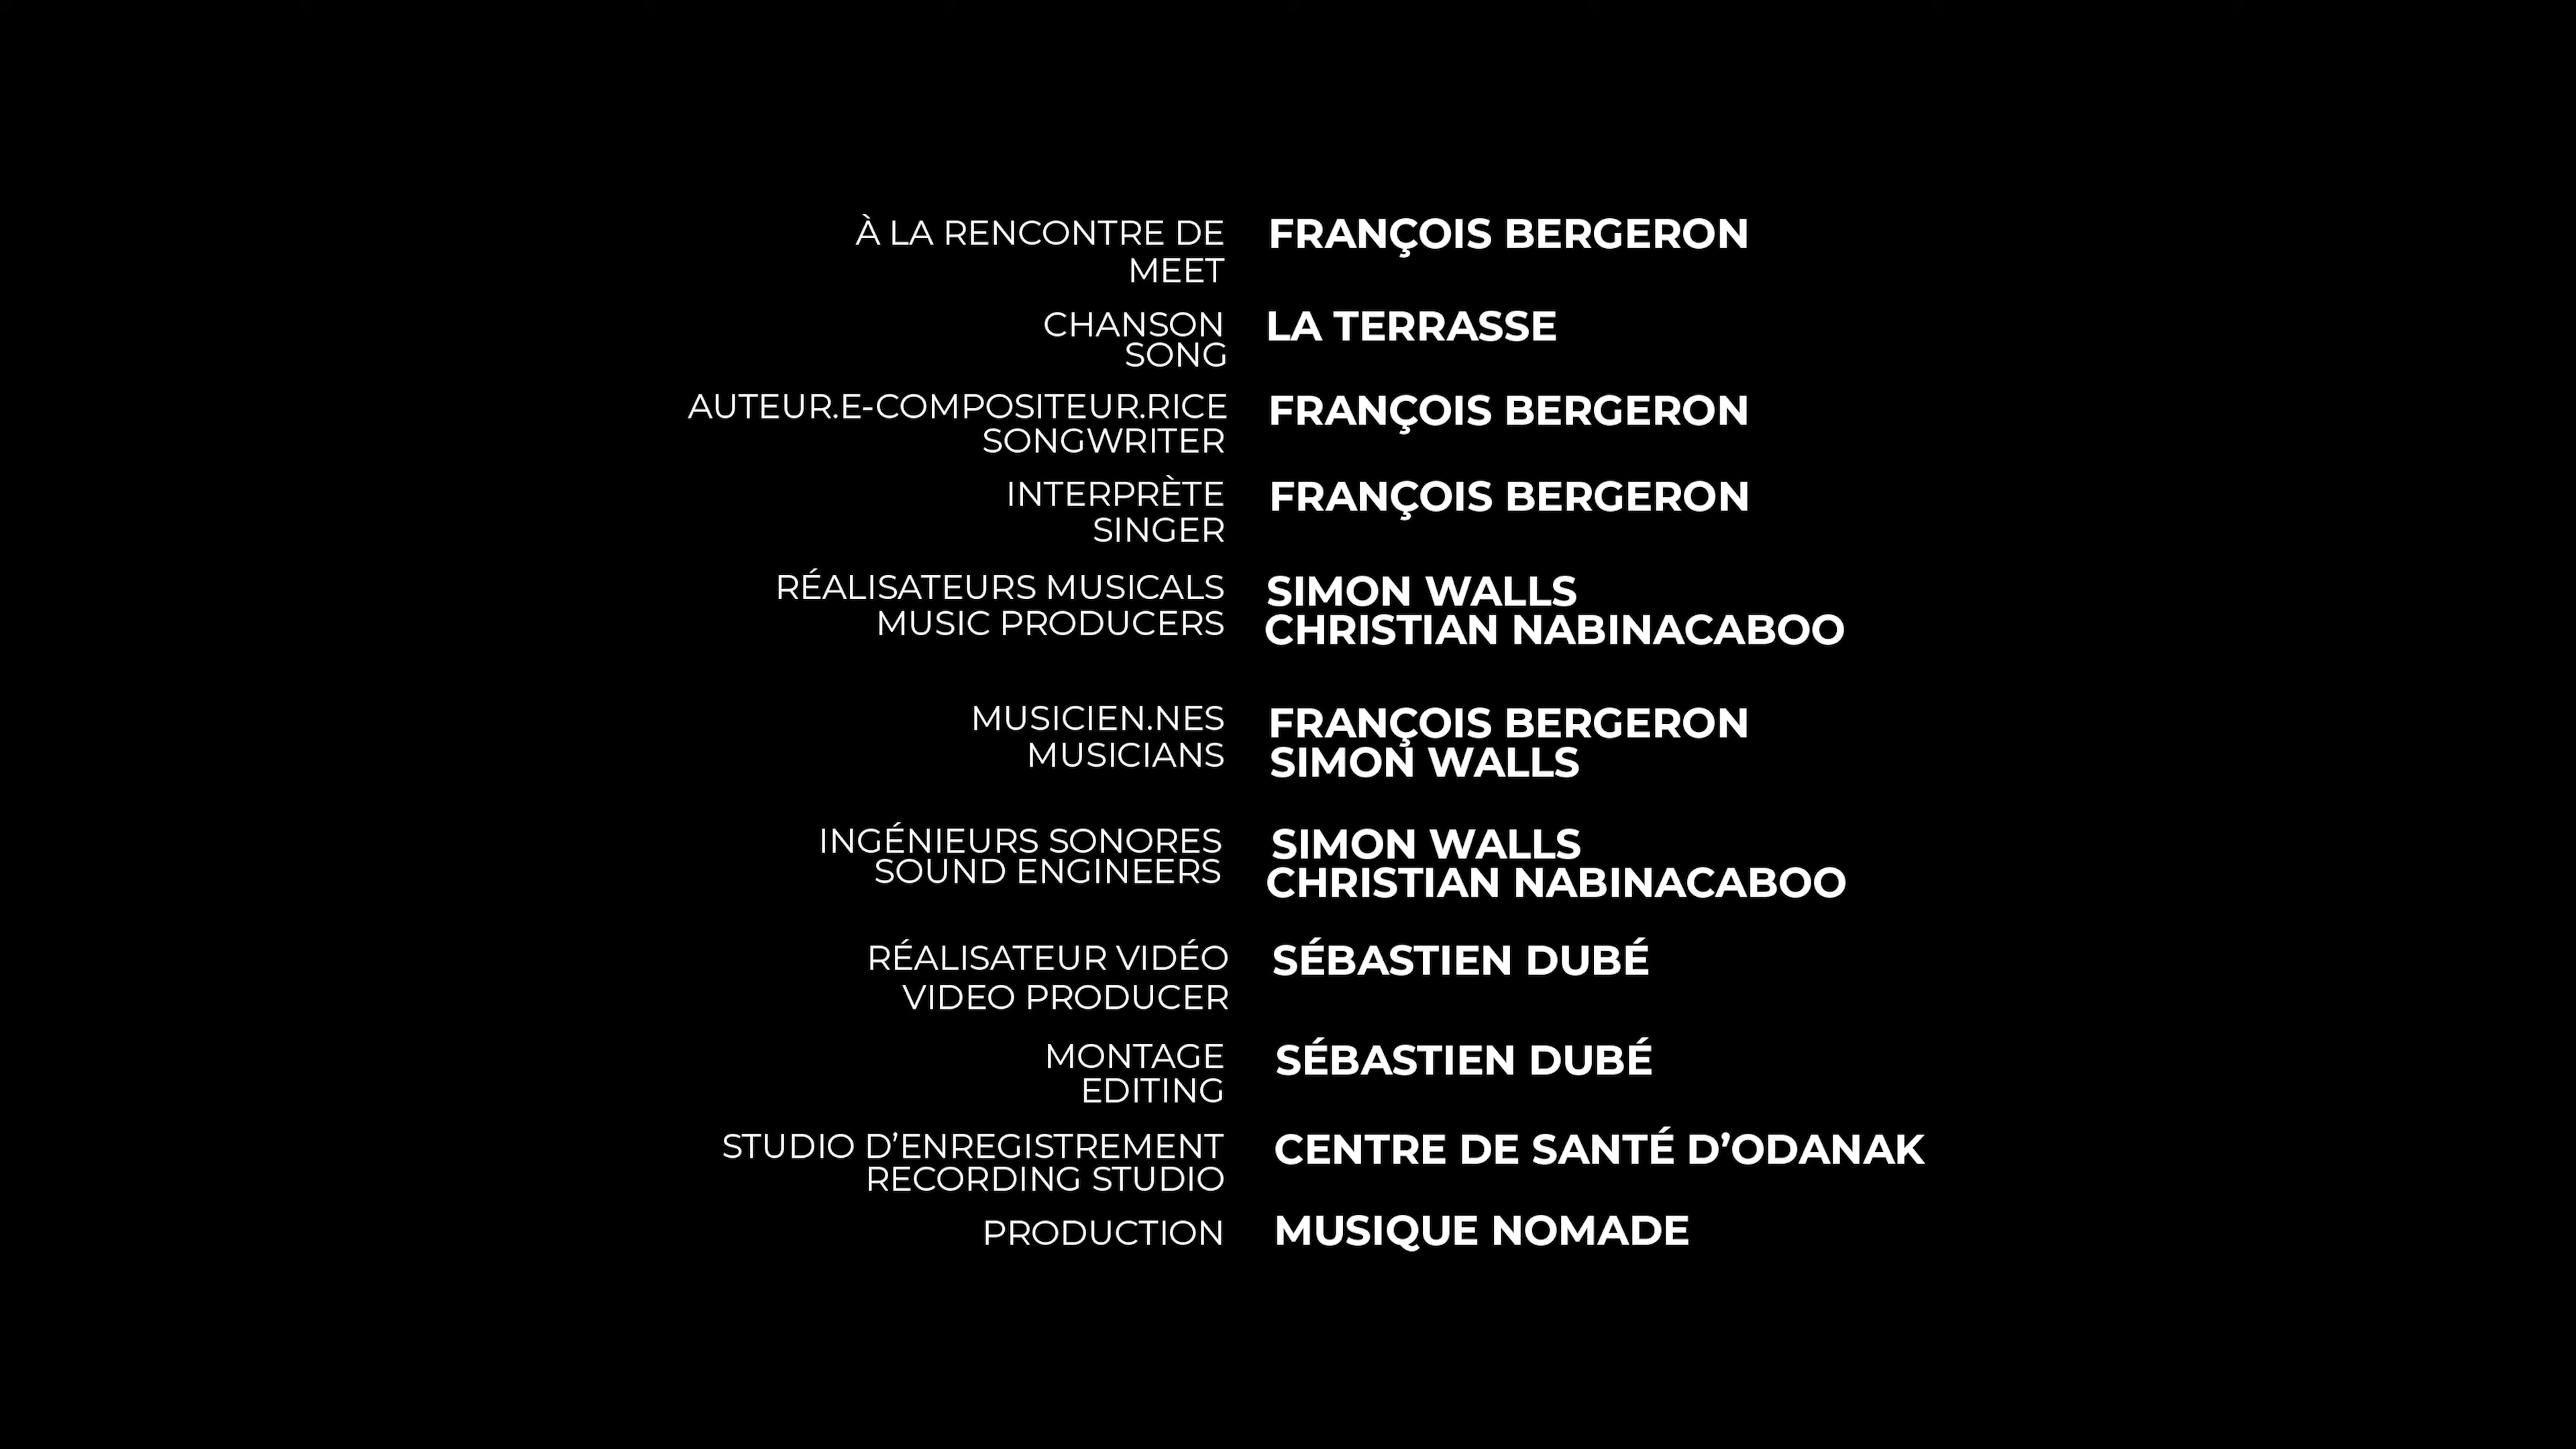 À LA RENCONTRE DE FRANÇOIS BERGERON
MEET
CHANSON LA TERRASSE
SONG
AUTEUR.E-COMPOSITEUR.RICE FRANÇOIS BERGERON
SONGWRITER
INTERPRÈTE FRANÇOIS BERGERON
SINGER
RÉALISATEURS MUSICALS SIMON WALLS
MUSIC PRODUCERS CHRISTIAN NABINACABOO
MUSICIEN.NES FRANÇOIS BERGERON
MUSICIANS SIMON WALLS
INGÉNIEURS SONORES SIMON WALLS
SOUND ENGINEERS CHRISTIAN NABINACABOO
RÉALISATEUR VIDÉO SÉBASTIEN DUBÉ
VIDEO PRODUCER
MONTAGE SÉBASTIEN DUBÉ
EDITING
STUDIO D’ENREGISTREMENT CENTRE DE SANTÉ D’ODANAK
RECORDING STUDIO
PRODUCTION MUSIQUE NOMADE